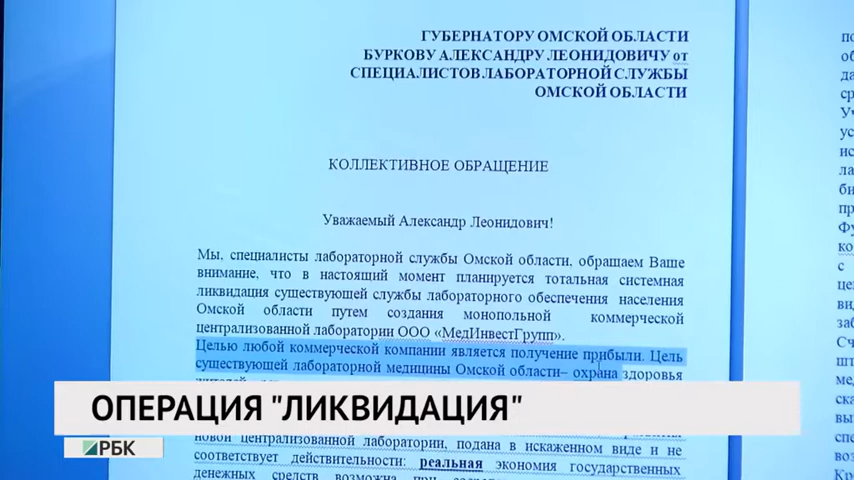 ГУБЕРНАТОРУ ОМСКОЙ ОБЛАСТИ
БУРКОВУ АЛЕКСАНДРУ ЛЕОНИДОВИЧУ от
СПЕЦИАЛИСТОВ ЛАБОРАТОРНОЙ СЛУЖБЫ
ОМСКОЙ ОБЛАСТИ
КОЛЛЕКТИВНОЕ ОБРАЩЕНИЕ
Уважаемый Александр Леонидович!
Мы, специалисты лабораторной службы Омской области, обращаем Ваше
внимание, что в настоящий момент планируется тотальная системная
ликвидация существующей службы лабораторного обеспечения населения
Омской области путем создания монопольной коммерческой
централизованной лаборатории ООО «МедИнвестГрупп».
Целью любой коммерческой компании является получение прибыли. Цель
существующей лабораторной медицины Омской области– охрана здоровья
ОПЕРАЦИЯ "ЛИКВИДАЦИЯ"
РБК
новой централизованной лаборатории, подана в искаженном виде и не
соответствует действительности: реальная экономия государственных
денежных средств возможна при